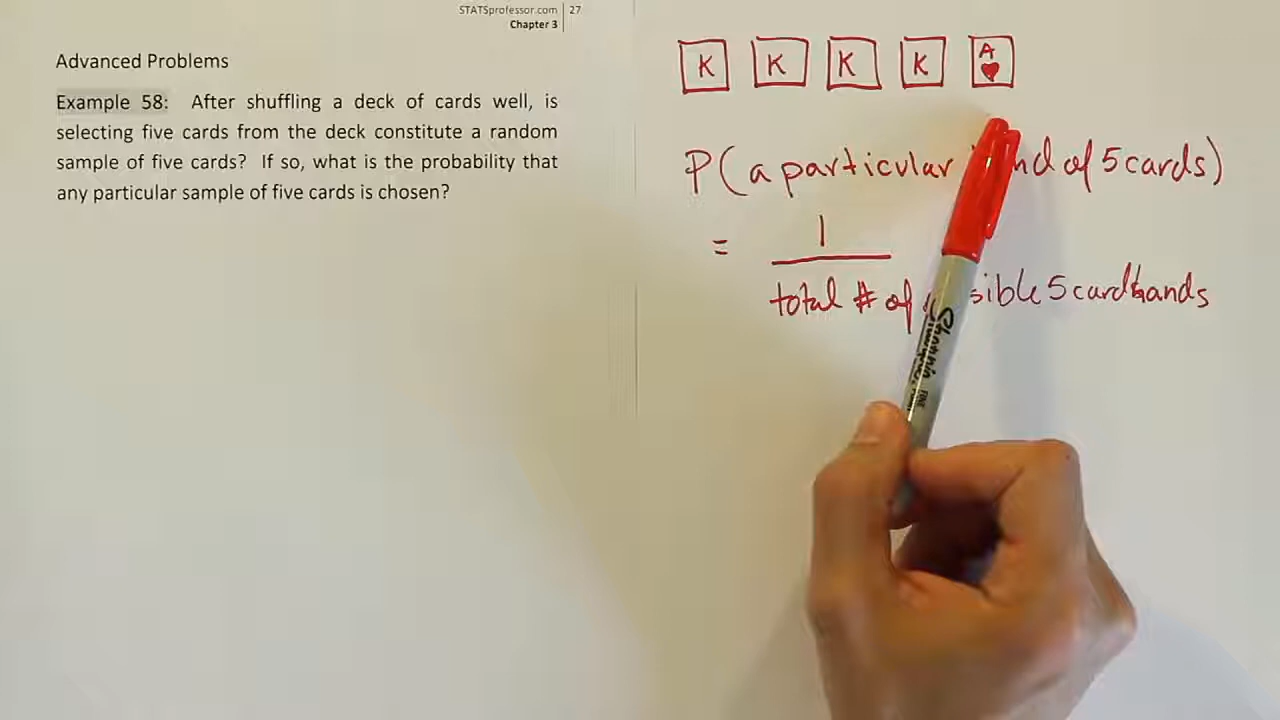 STATSprofessor.com 27
Chapter 3
Advanced Problems
Example 58: After shuffling a deck of cards well, is
selecting five cards from the deck constitute a random
sample of five cards? If so, what is the probability that
any particular sample of five cards is chosen?
K K K K A
P(a particular of 5 cards)
= 1
total # of 5 card hands
Sharpie
FINE